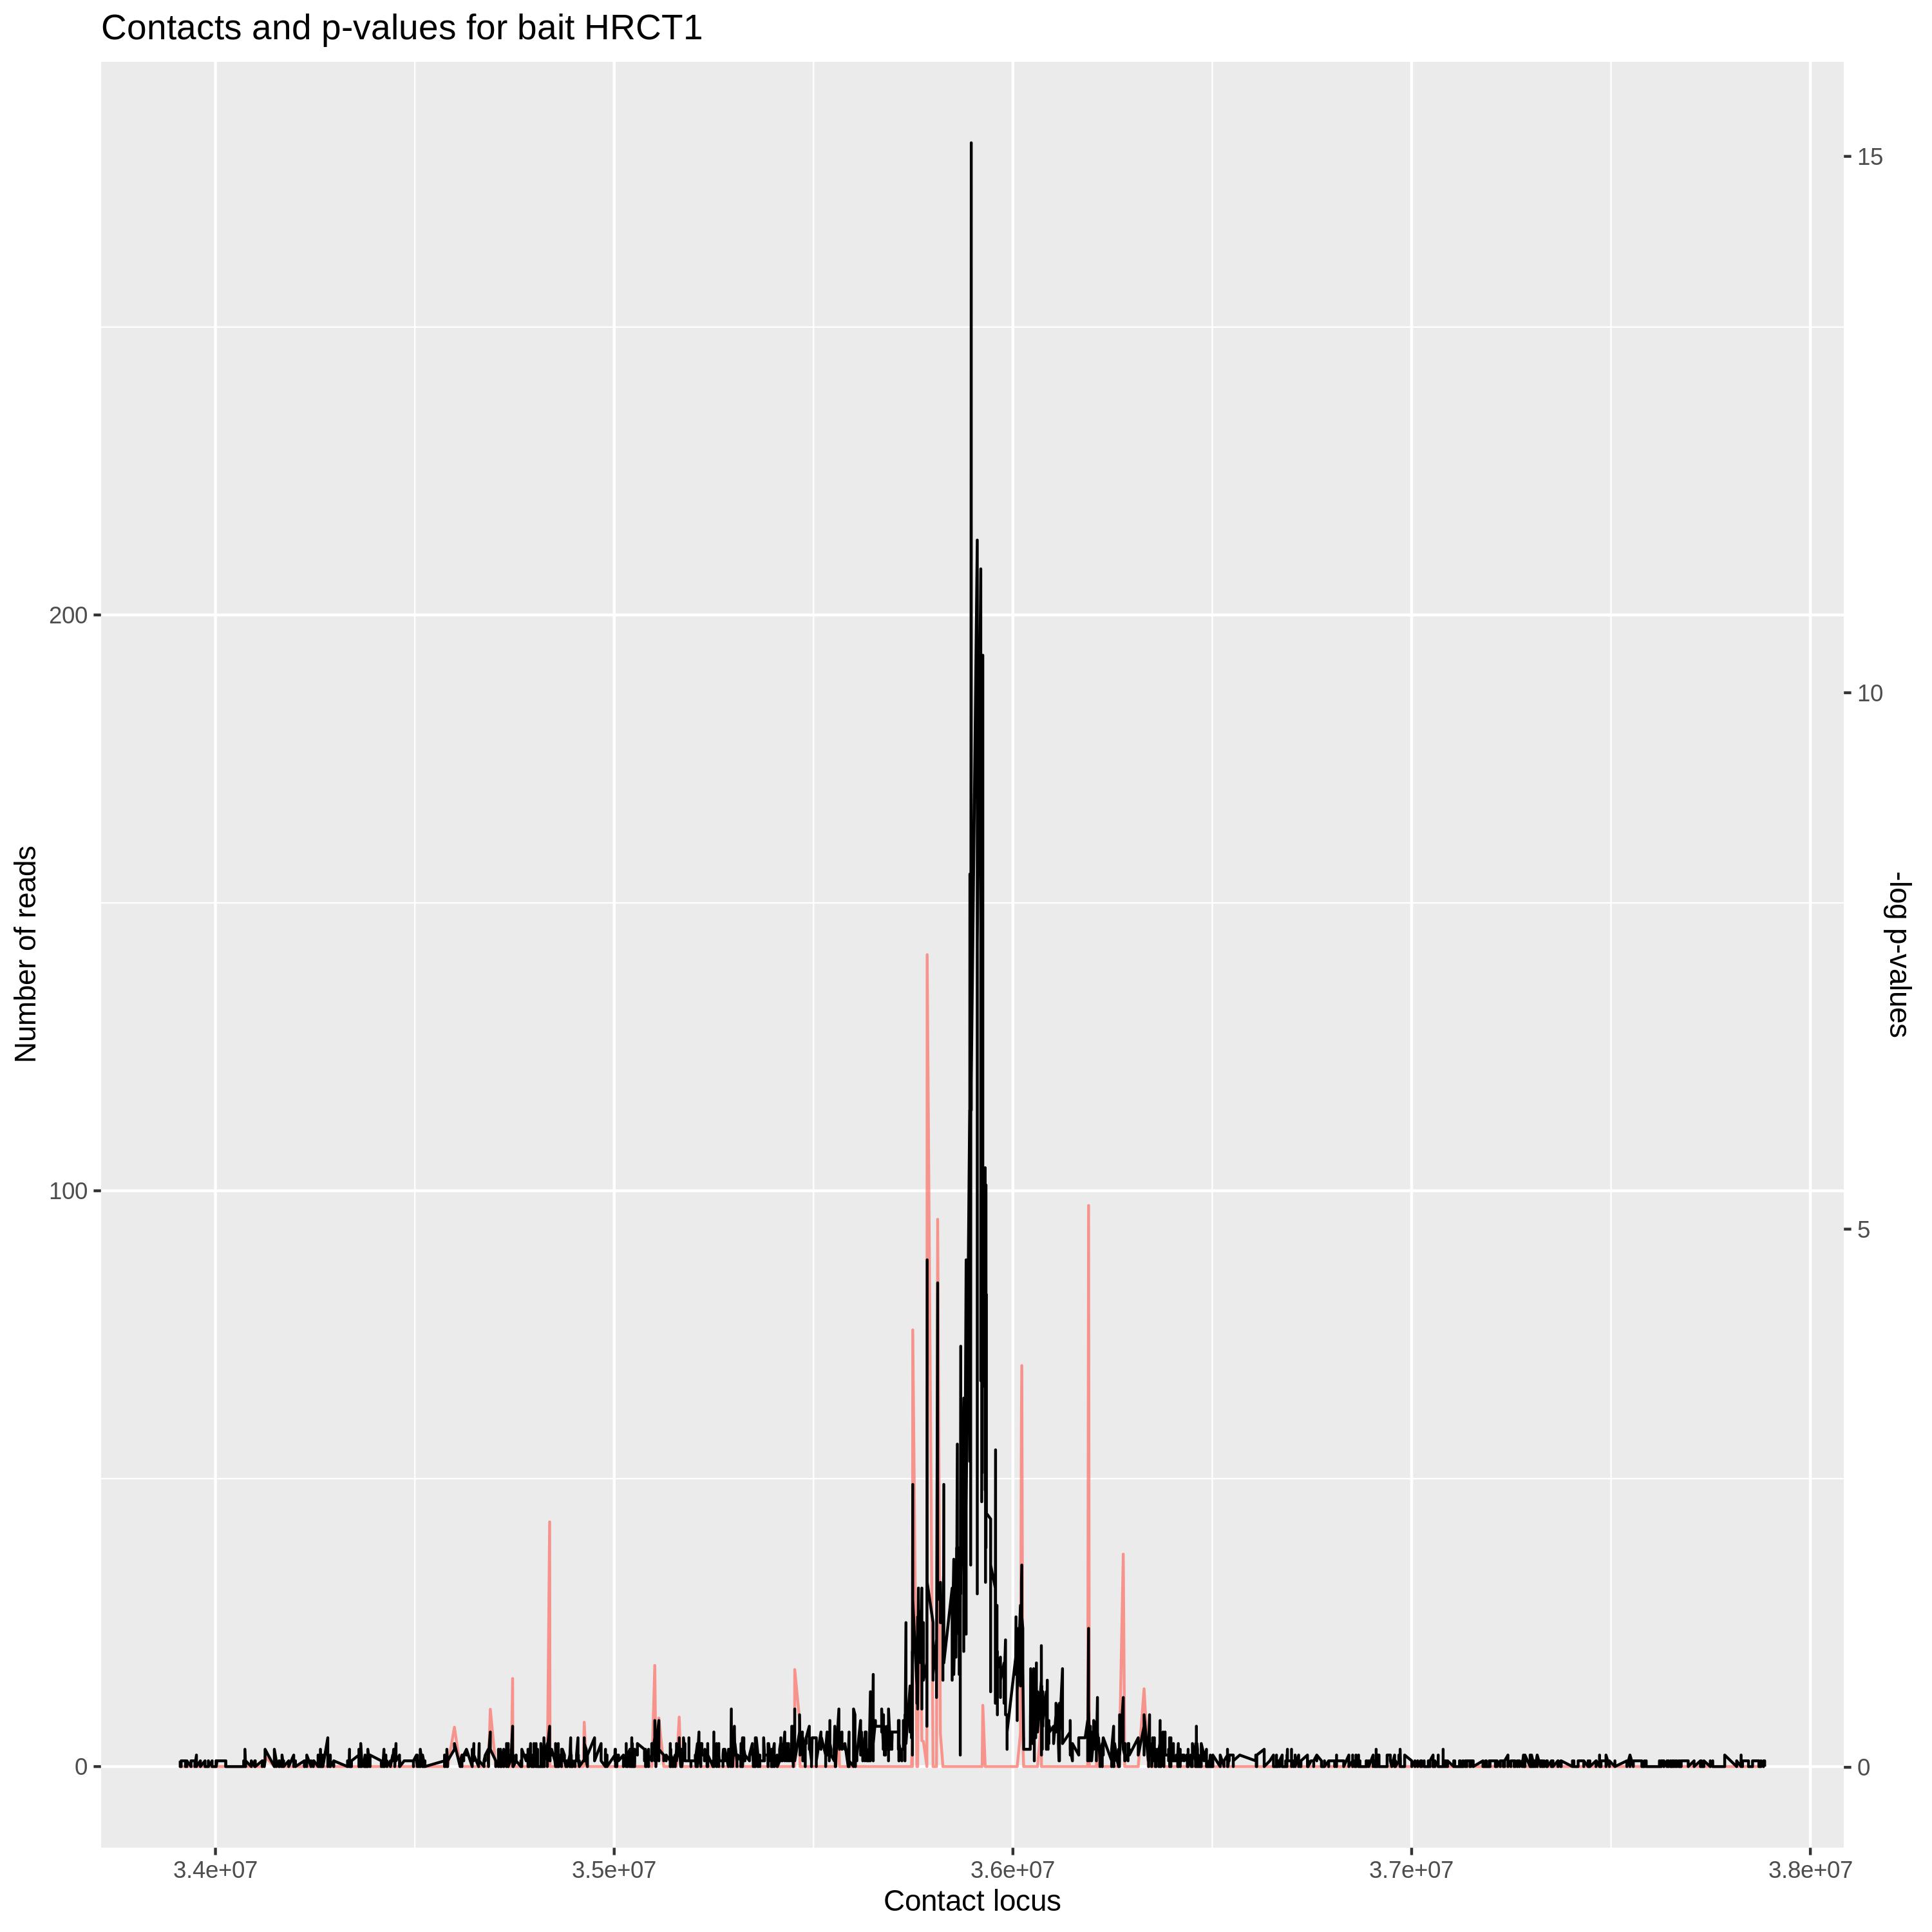 Contacts and p-values for bait HRCT1
Number of reads
200
100
0
15
10
5
0
-log p-values
3.4e+07
3.5e+07
3.6e+07
3.7e+07
3.8e+07
Contact locus